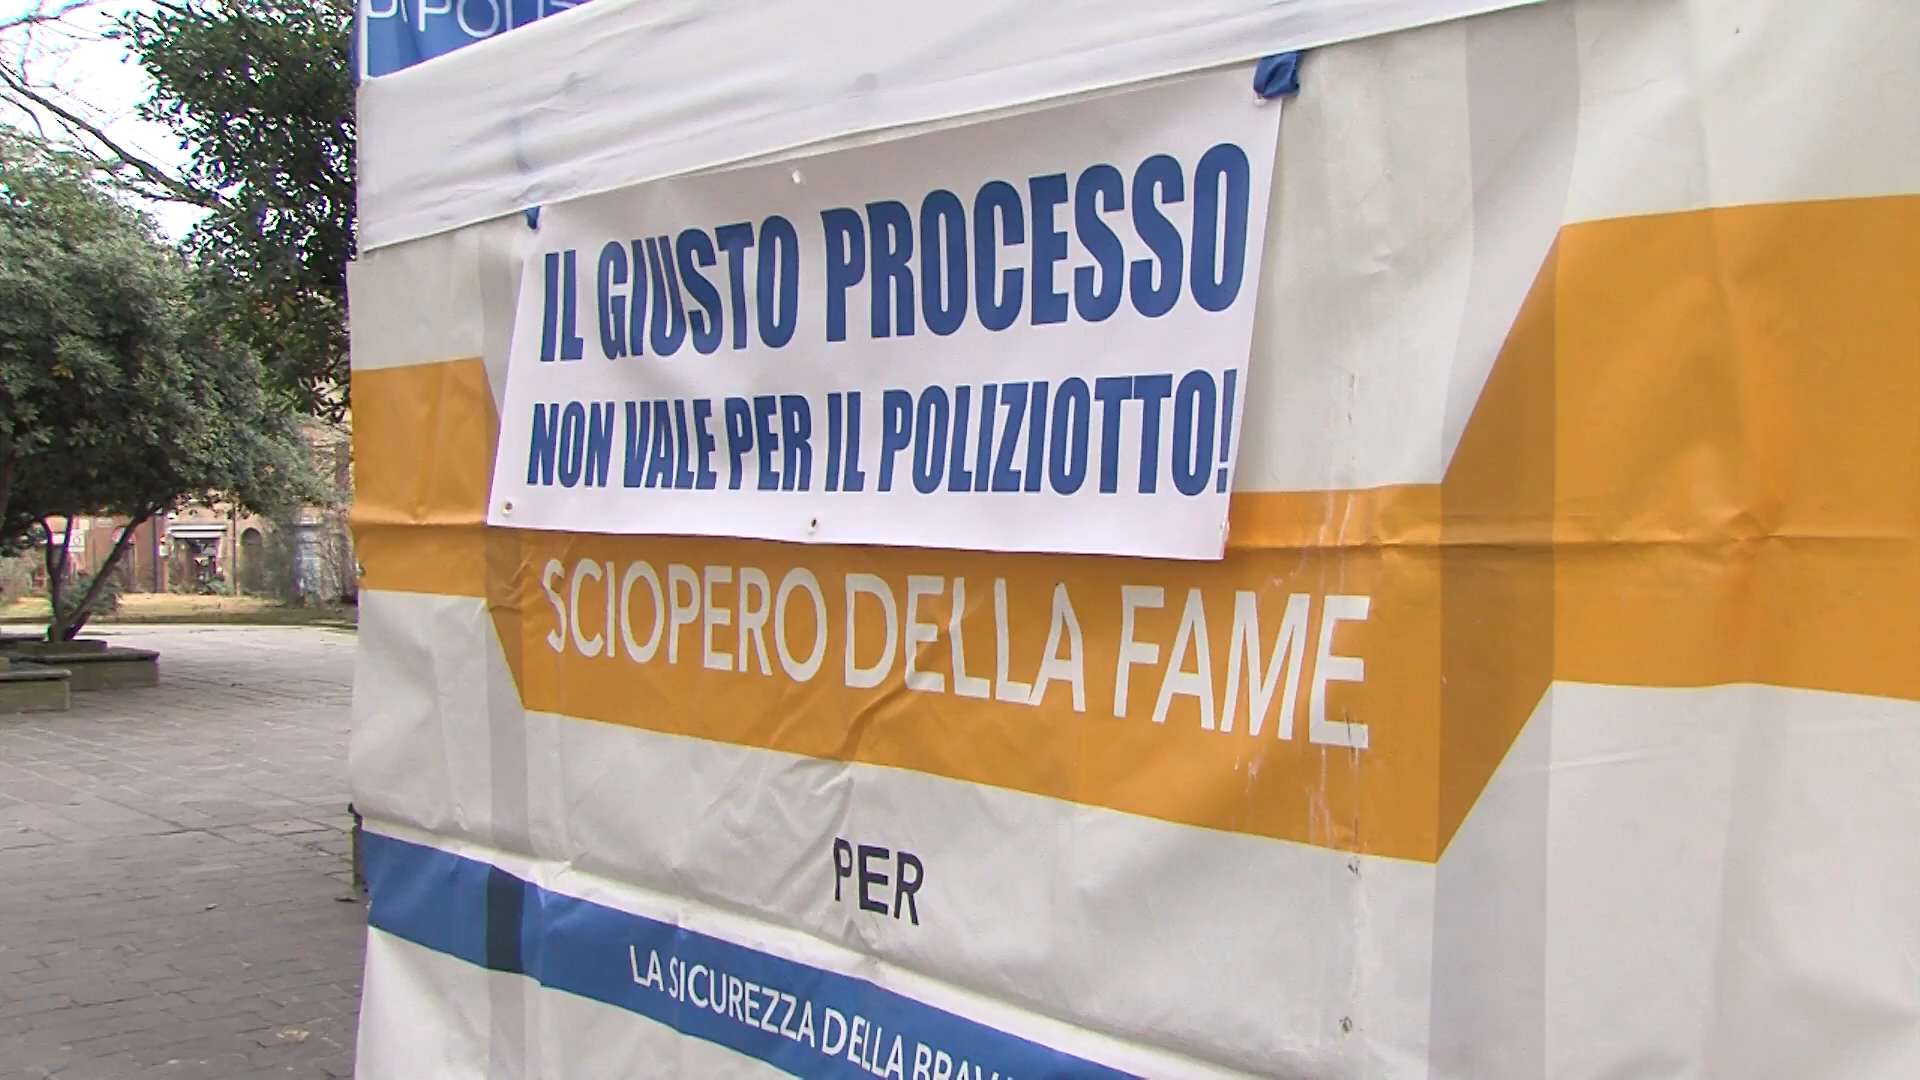 IL GIUSTO PROCESSO
NON VALE PER IL POLIZIOTTO!
SCIOPERO DELLA FAME
PER
LA SICUREZZA DELLA